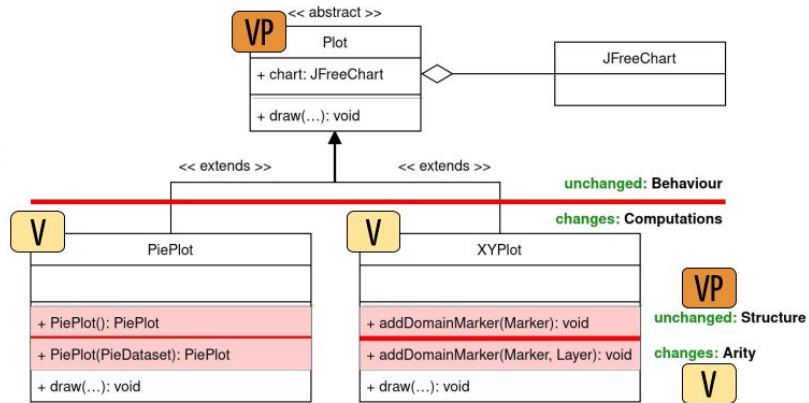 << abstract >>
VP
Plot
+ chart: JFreeChart
+ draw(...): void
JFreeChart
<< extends >>
<< extends >>
unchanged: Behaviour
changes: Computations
V
PiePlot
+ PiePlot(): PiePlot
+ PiePlot(PieDataset): PiePlot
+ draw(...): void
V
XYPlot
+ addDomainMarker(Marker): void
+ addDomainMarker(Marker, Layer): void
+ draw(...): void
VP
unchanged: Structure
changes: Arity
V